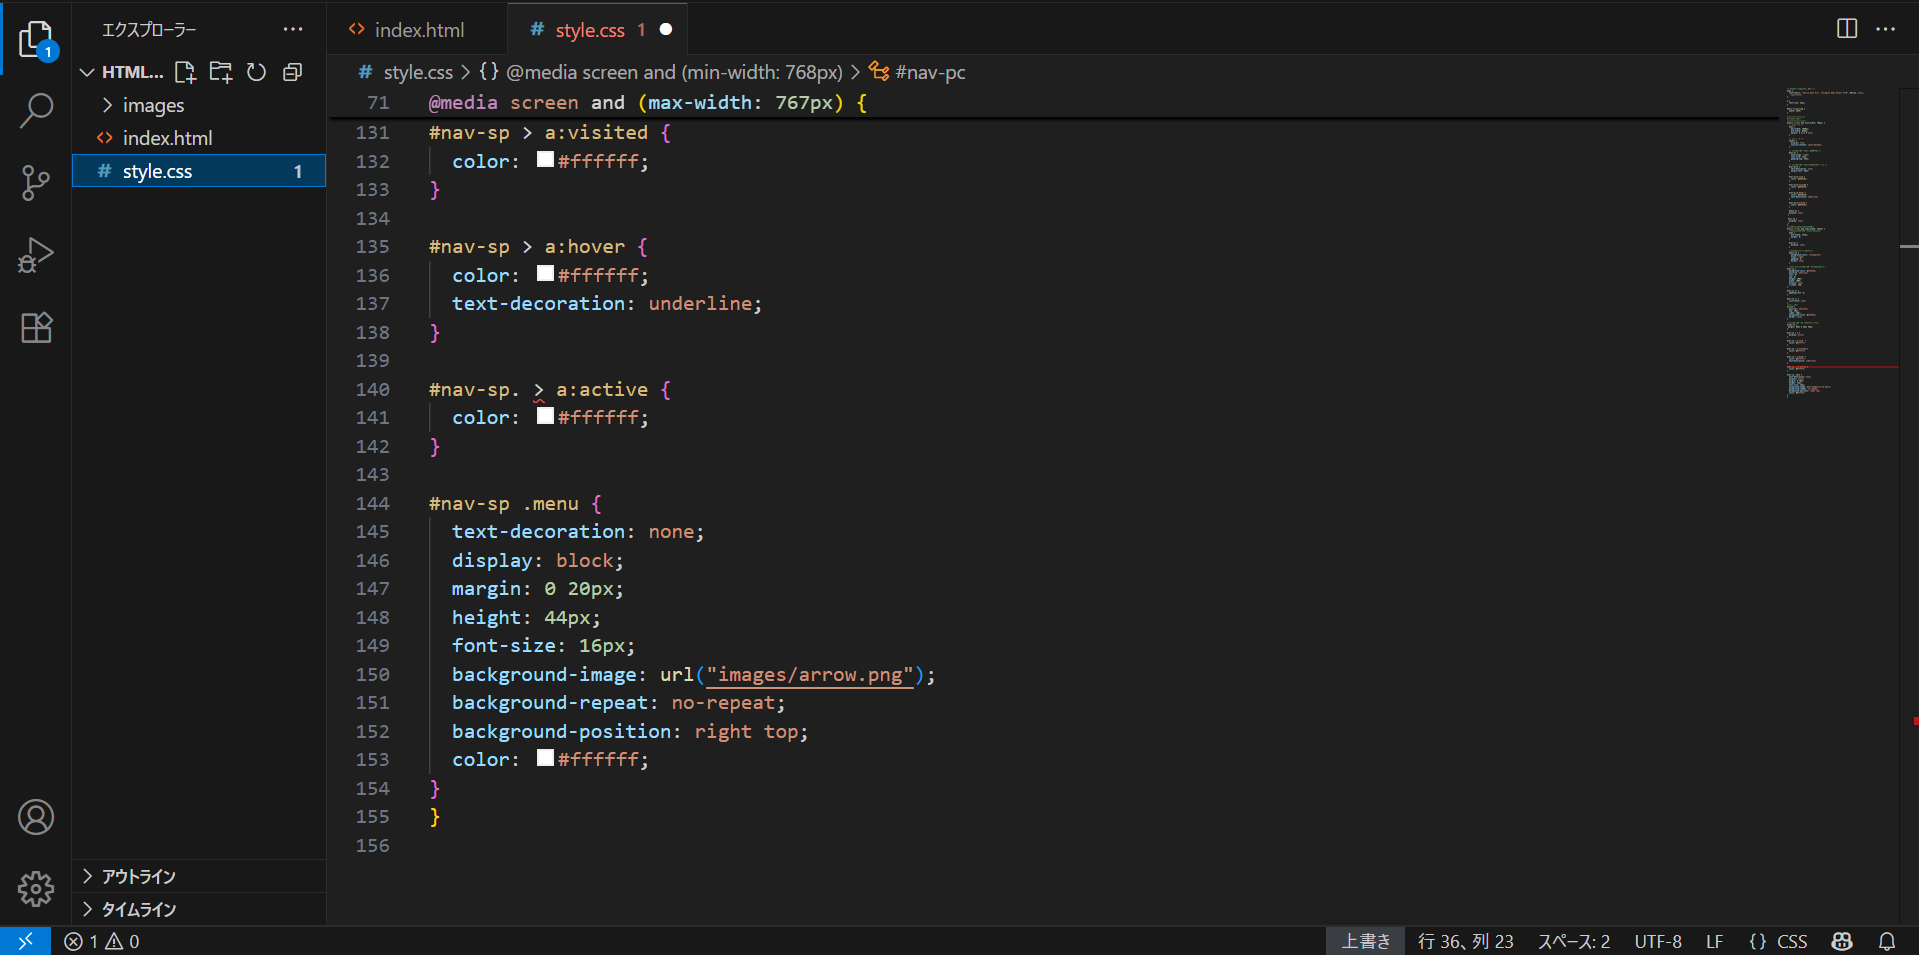 エクスプローラー
HTML...
images
index.html
style.css 1
アウトライン
タイムライン
1
index.html
style.css 1
style.css > {} @media screen and (min-width: 768px) > #nav-pc
71 @media screen and (max-width: 767px) {
131 #nav-sp > a:visited {
132 color: #ffffff;
133 }
134
135 #nav-sp > a:hover {
136 color: #ffffff;
137 text-decoration: underline;
138 }
139
140 #nav-sp. > a:active {
141 color: #ffffff;
142 }
143
144 #nav-sp .menu {
145 text-decoration: none;
146 display: block;
147 margin: 0 20px;
148 height: 44px;
149 font-size: 16px;
150 background-image: url("images/arrow.png");
151 background-repeat: no-repeat;
152 background-position: right top;
153 color: #ffffff;
154 }
155 }
156
1 0 上書き 行 36、列 23 スペース: 2 UTF-8 LF {} CSS